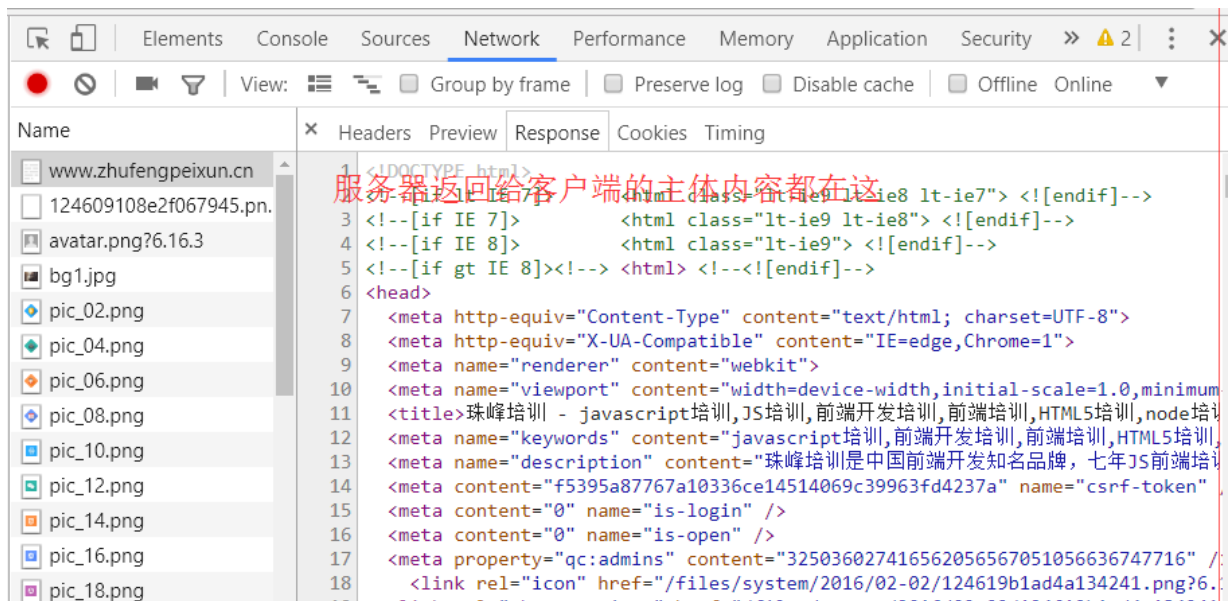 Elements Console Sources Network Performance Memory Application Security » 2
View: Group by frame Preserve log Disable cache Offline Online
Name
× Headers Preview Response Cookies Timing
www.zhufengpeixun.cn
124609108e2f067945.pn.
avatar.png?6.16.3
bg1.jpg
pic_02.png
pic_04.png
pic_06.png
pic_08.png
pic_10.png
pic_12.png
pic_14.png
pic_16.png
pic_18.png
服务器返回给客户端的主体内容都在这
1 <!DOCTYPE html>
2 <!--[if lt IE 7]> <html class="lt-ie9 lt-ie8 lt-ie7"> <![endif]-->
3 <!--[if IE 7]> <html class="lt-ie9 lt-ie8"> <![endif]-->
4 <!--[if IE 8]> <html class="lt-ie9"> <![endif]-->
5 <!--[if gt IE 8]><!--> <html> <!--<![endif]-->
6 <head>
7 <meta http-equiv="Content-Type" content="text/html; charset=UTF-8">
8 <meta http-equiv="X-UA-Compatible" content="IE=edge,Chrome=1">
9 <meta name="renderer" content="webkit">
10 <meta name="viewport" content="width=device-width,initial-scale=1.0,minimum-
11 <title>珠峰培训 - javascript培训,JS培训,前端开发培训,前端培训,HTML5培训,node培训
12 <meta name="keywords" content="javascript培训,前端开发培训,前端培训,HTML5培训,
13 <meta name="description" content="珠峰培训是中国前端开发知名品牌，七年JS前端培训
14 <meta content="f5395a87767a10336ce14514069c39963fd4237a" name="csrf-token" /
15 <meta content="0" name="is-login" />
16 <meta content="0" name="is-open" />
17 <meta property="qc:admins" content="32503602741656205656705105663674​7716" /
18 <link rel="icon" href="/files/system/2016/02-02/124619b1ad4a134241.png?6.1